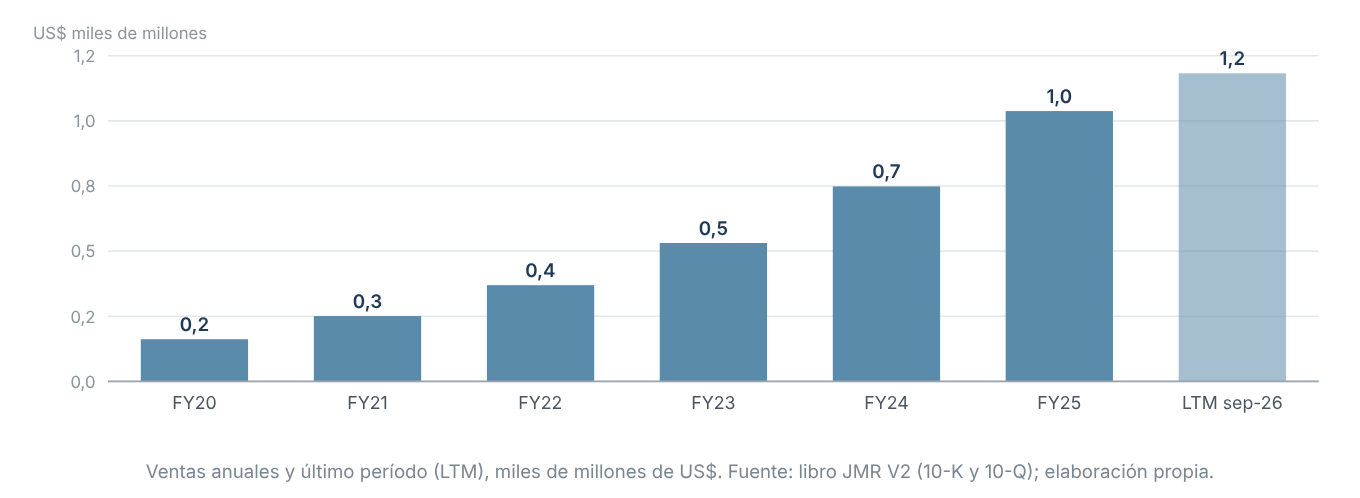 US$ miles de millones
1,2
1,0
0,8
0,5
0,2
0,0
0,2
0,3
0,4
0,5
0,7
1,0
1,2
FY20
FY21
FY22
FY23
FY24
FY25
LTM sep-26
Ventas anuales y último período (LTM), miles de millones de US$. Fuente: libro JMR V2 (10-K y 10-Q); elaboración propia.